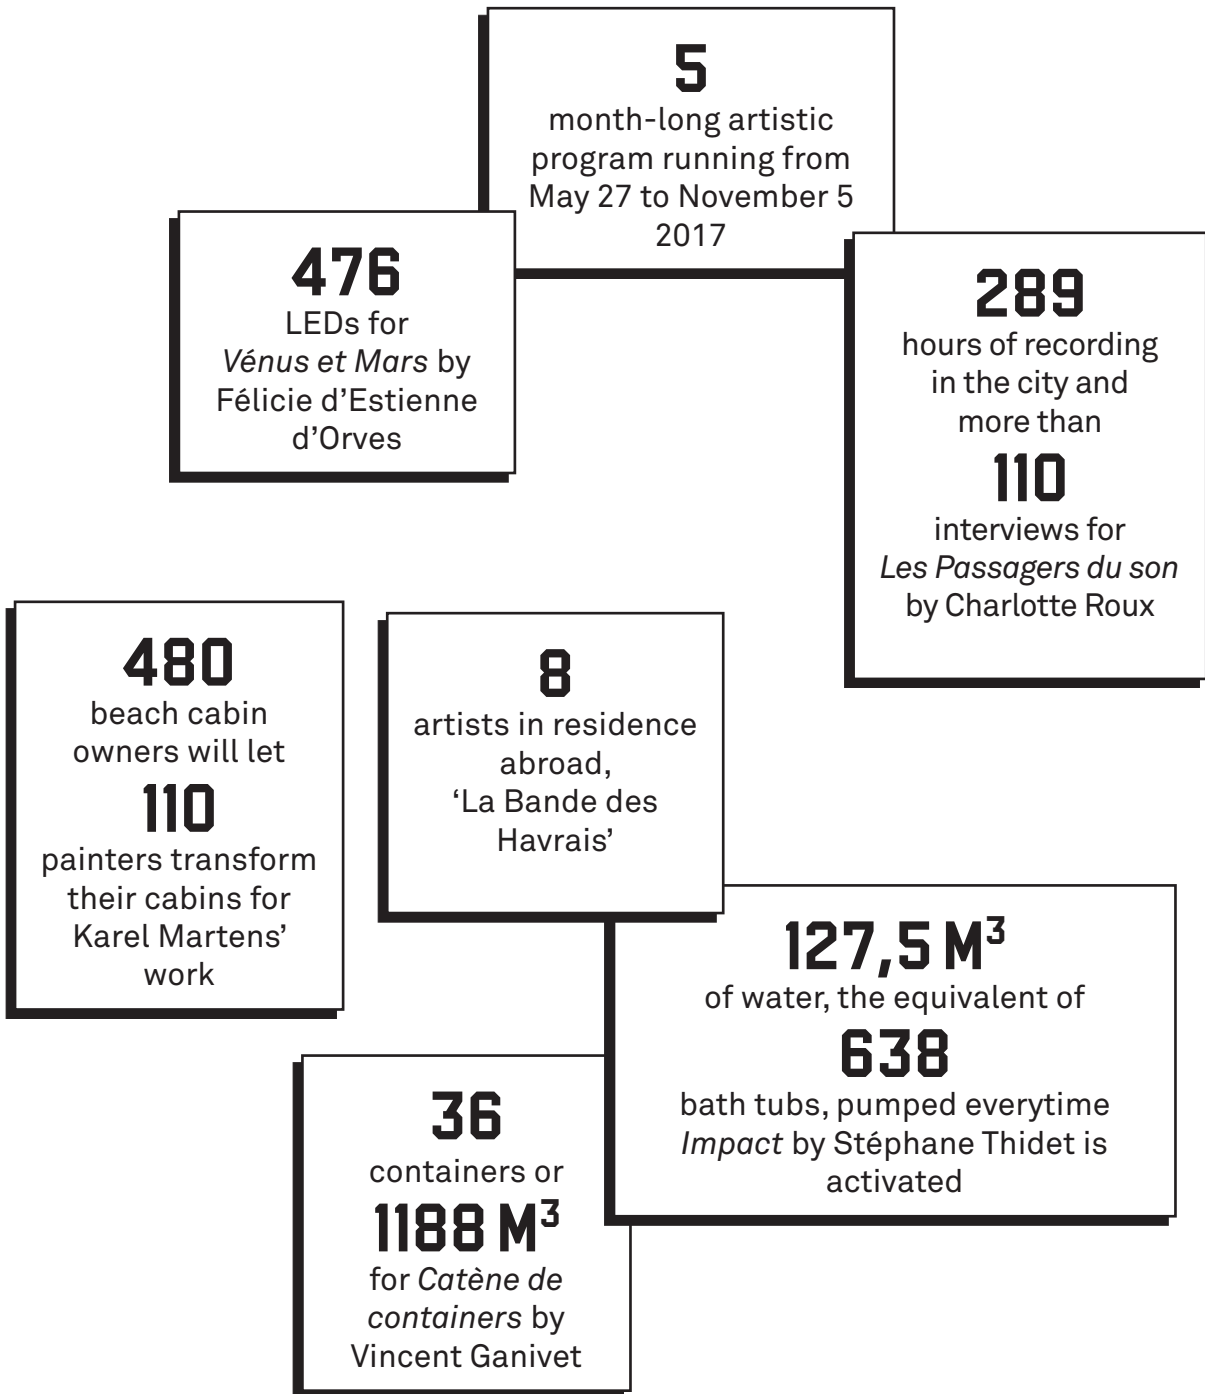 5
month-long artistic
program running from
May 27 to November 5
2017
476
LEDs for
Vénus et Mars by
Félicie d’Estienne
d’Orves
289
hours of recording
in the city and
more than
110
interviews for
Les Passagers du son
by Charlotte Roux
480
beach cabin
owners will let
110
painters transform
their cabins for
Karel Martens’
work
8
artists in residence
abroad,
‘La Bande des
Havrais’
127,5 M³
of water, the equivalent of
638
bath tubs, pumped everytime
Impact by Stéphane Thidet is
activated
36
containers or
1188 M³
for Catène de
containers by
Vincent Ganivet